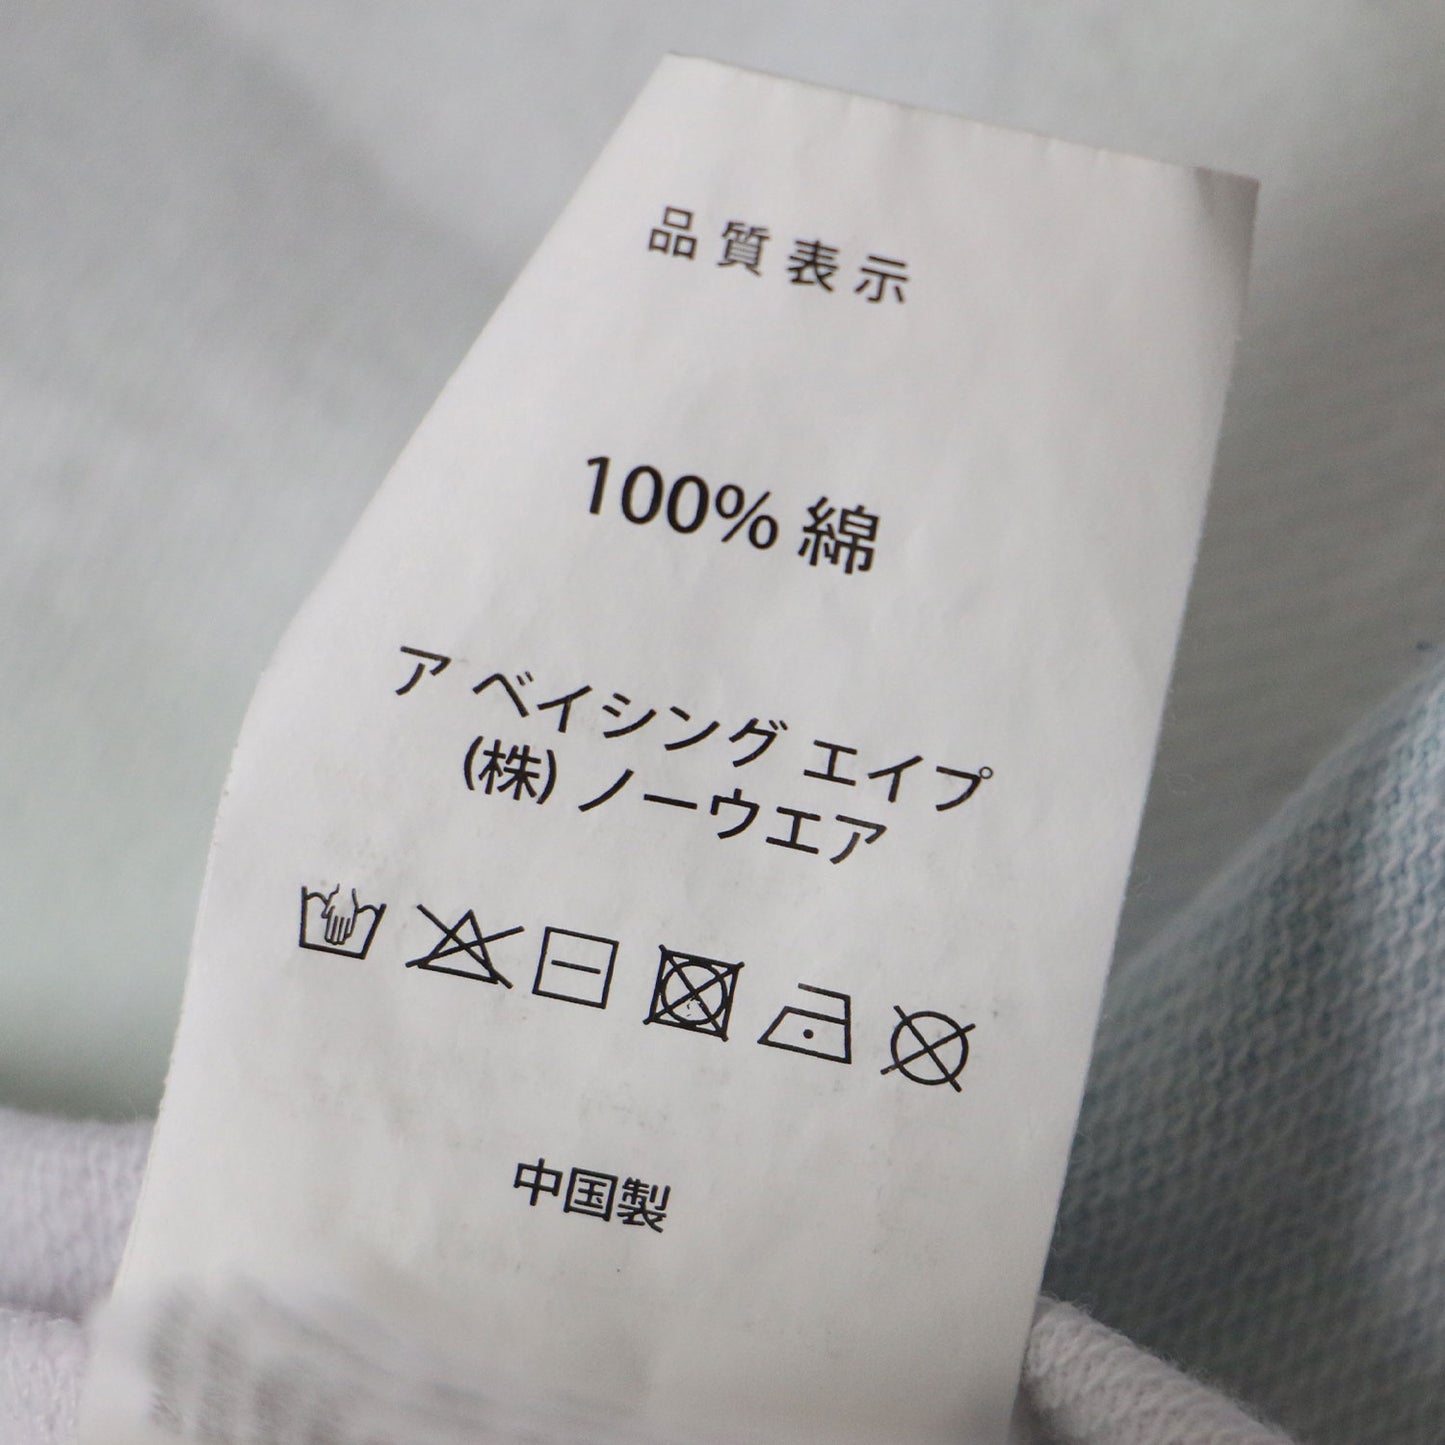 品質表示
100% 綿
ア ベイシング エイプ
(株) ノーウエア
中国製